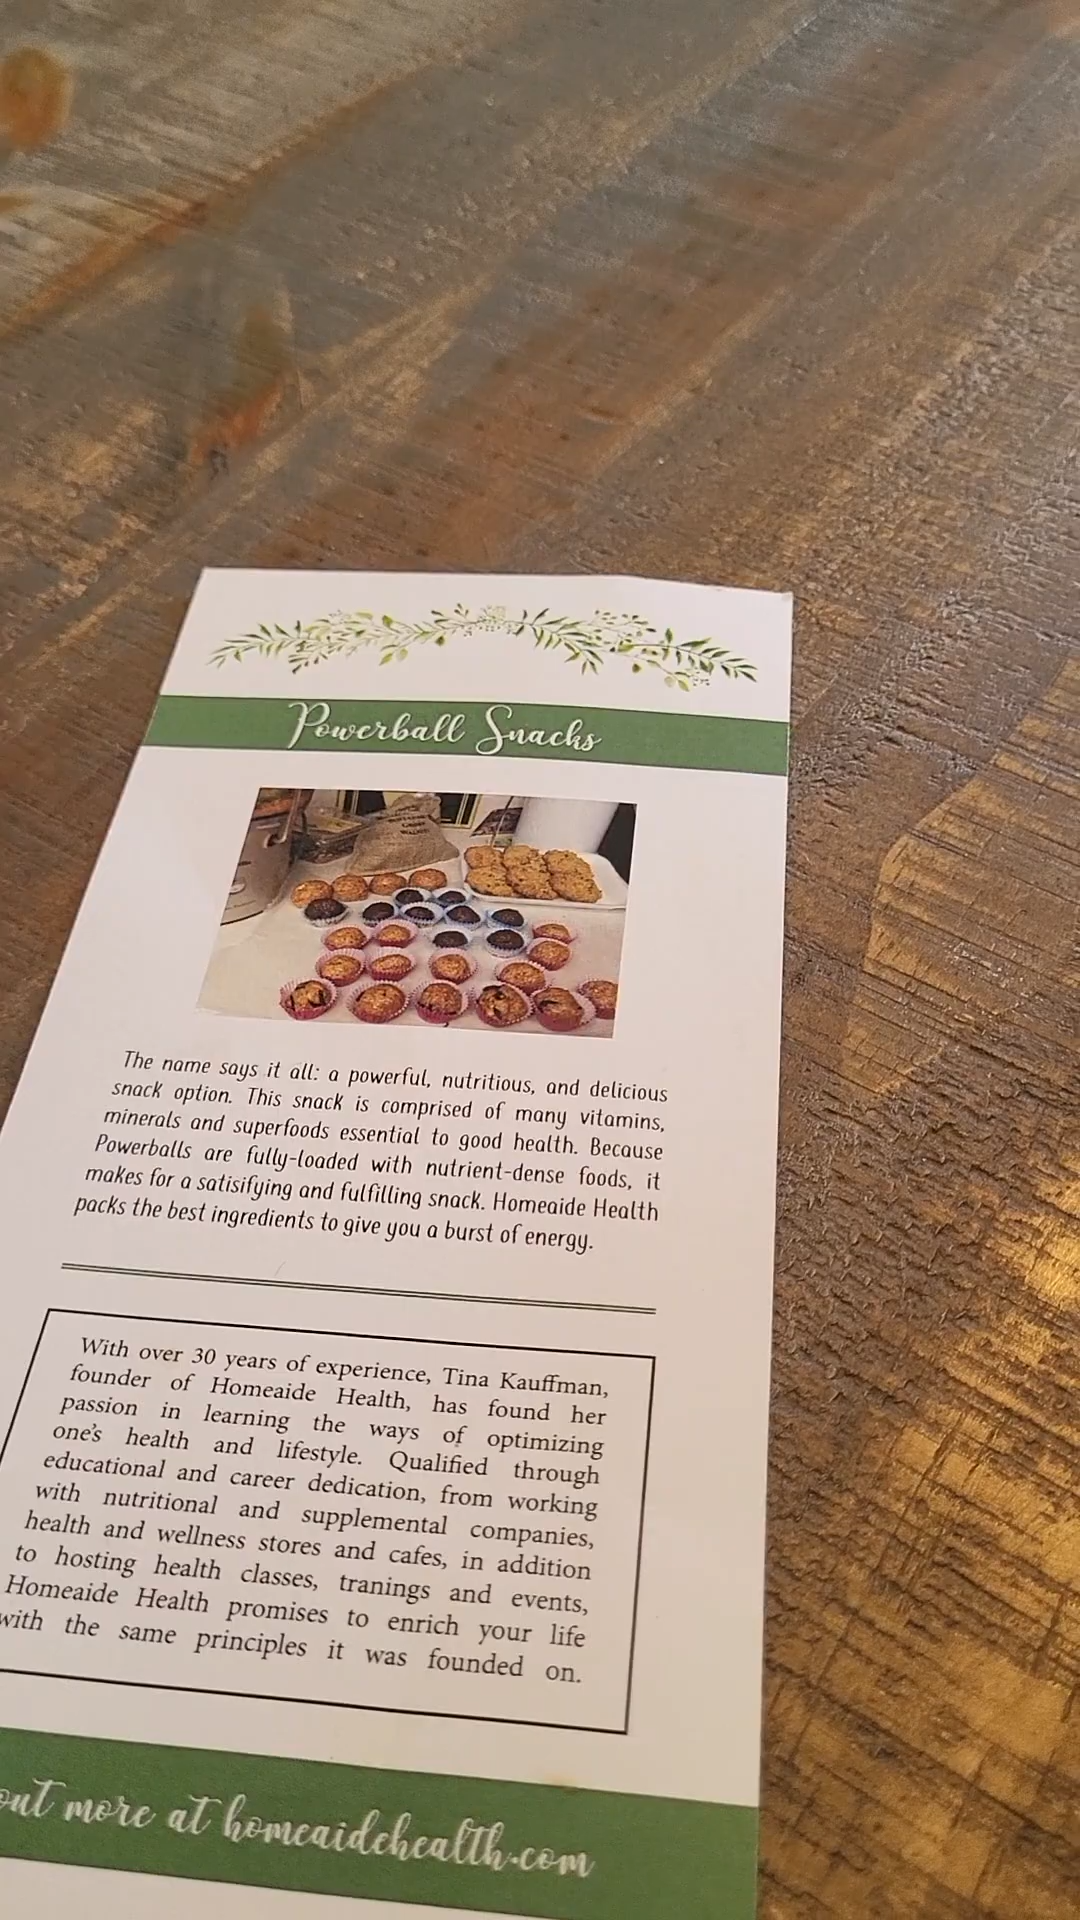 Powerball Snacks
The name says it all: a powerful, nutritious, and delicious
snack option. This snack is comprised of many vitamins,
minerals and superfoods essential to good health. Because
Powerballs are fully-loaded with nutrient-dense foods, it
makes for a satisifying and fulfilling snack. Homeaide Health
packs the best ingredients to give you a burst of energy.
With over 30 years of experience, Tina Kauffman,
founder of Homeaide Health, has found her
passion in learning the ways of optimizing
one's health and lifestyle. Qualified through
educational and career dedication, from working
with nutritional and supplemental companies,
health and wellness stores and cafes, in addition
to hosting health classes, tranings and events,
Homeaide Health promises to enrich your life
with the same principles it was founded on.
out more at homeaidehealth.com